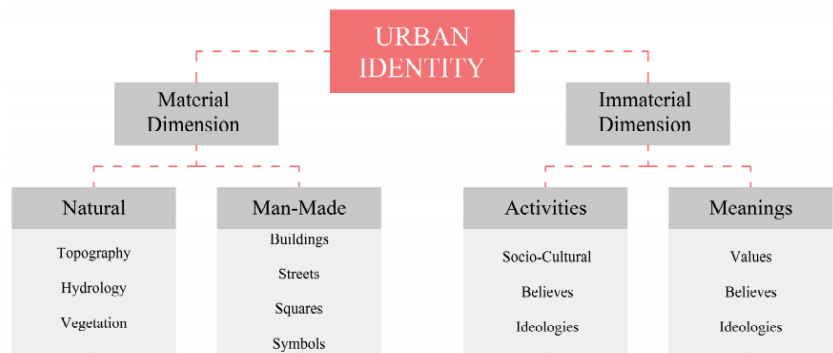 URBAN
IDENTITY
Material
Dimension
Immaterial
Dimension
Natural
Man-Made
Activities
Meanings
Topography
Hydrology
Vegetation
Buildings
Streets
Squares
Symbols
Socio-Cultural
Believes
Ideologies
Values
Believes
Ideologies